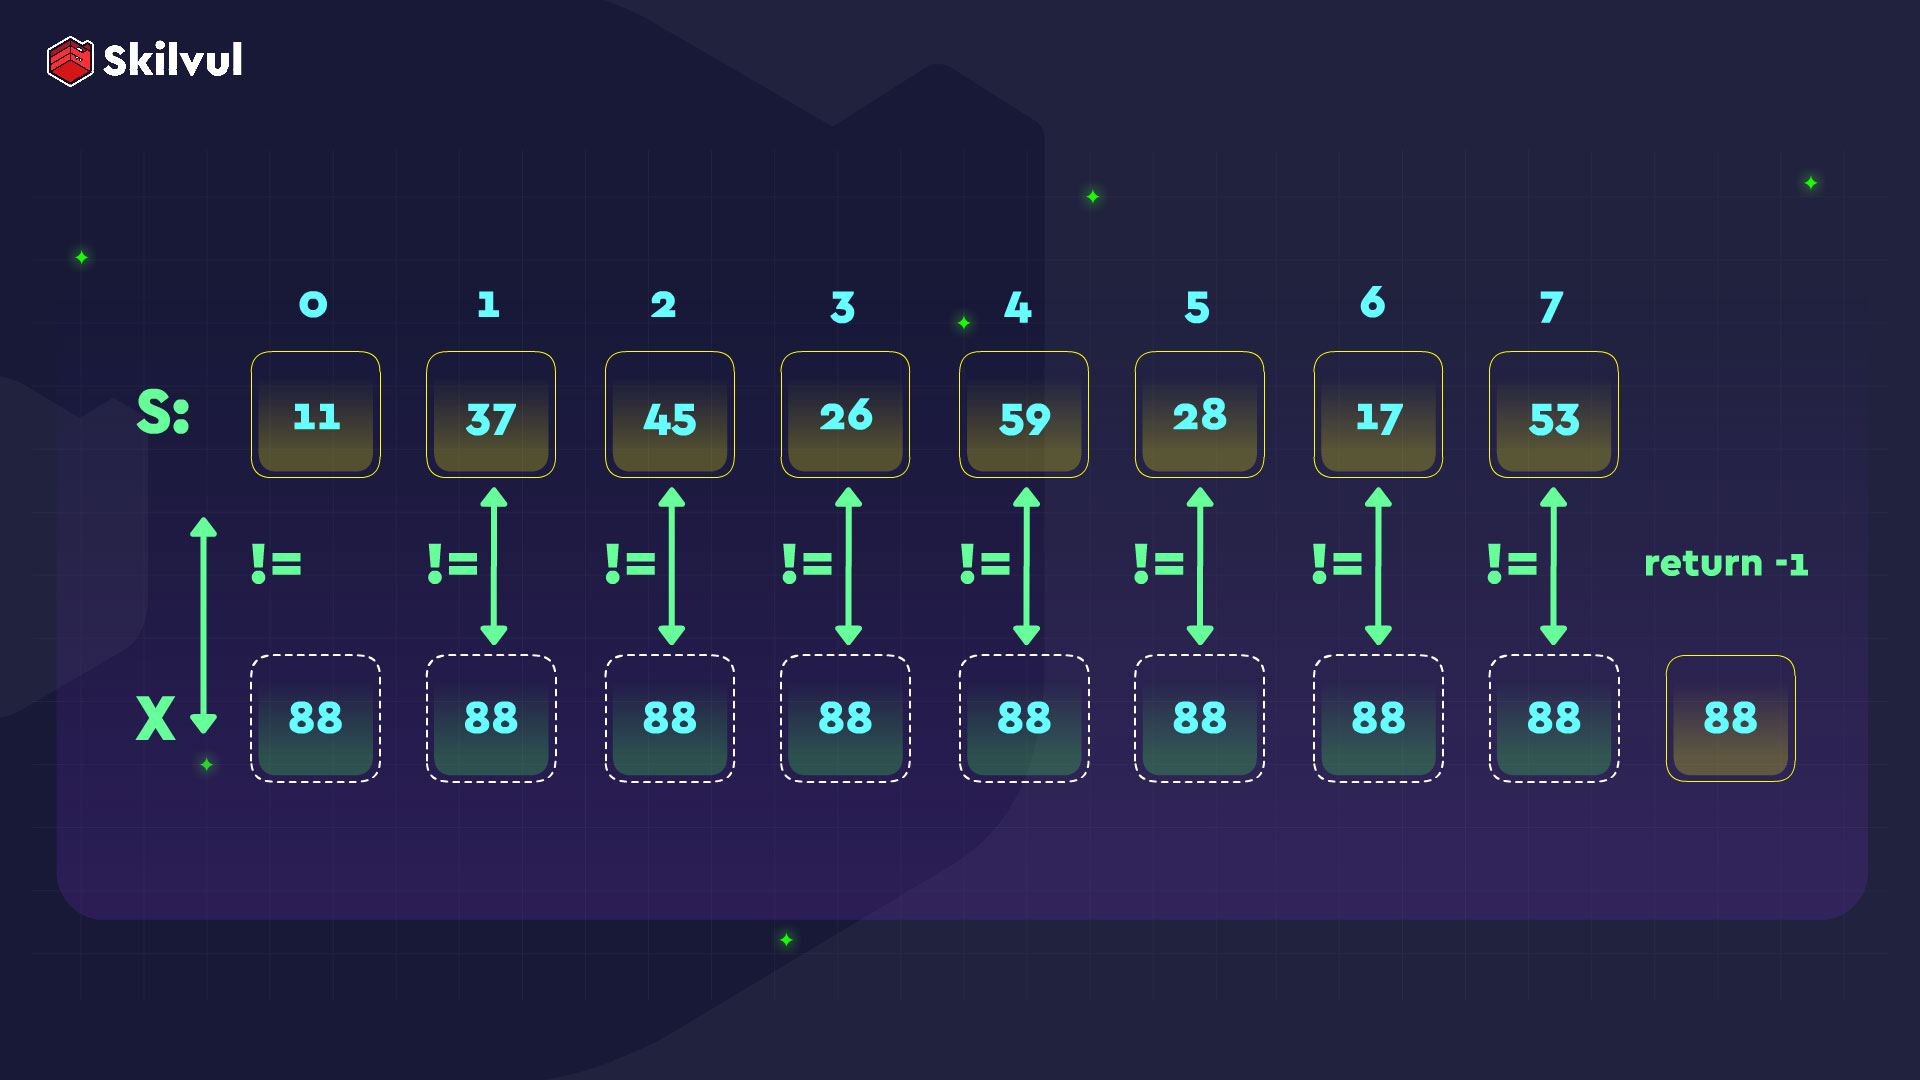 Skilvul
0 1 2 3 4 5 6 7
S: 11 37 45 26 59 28 17 53
!= != != != != != != != return -1
X 88 88 88 88 88 88 88 88 88